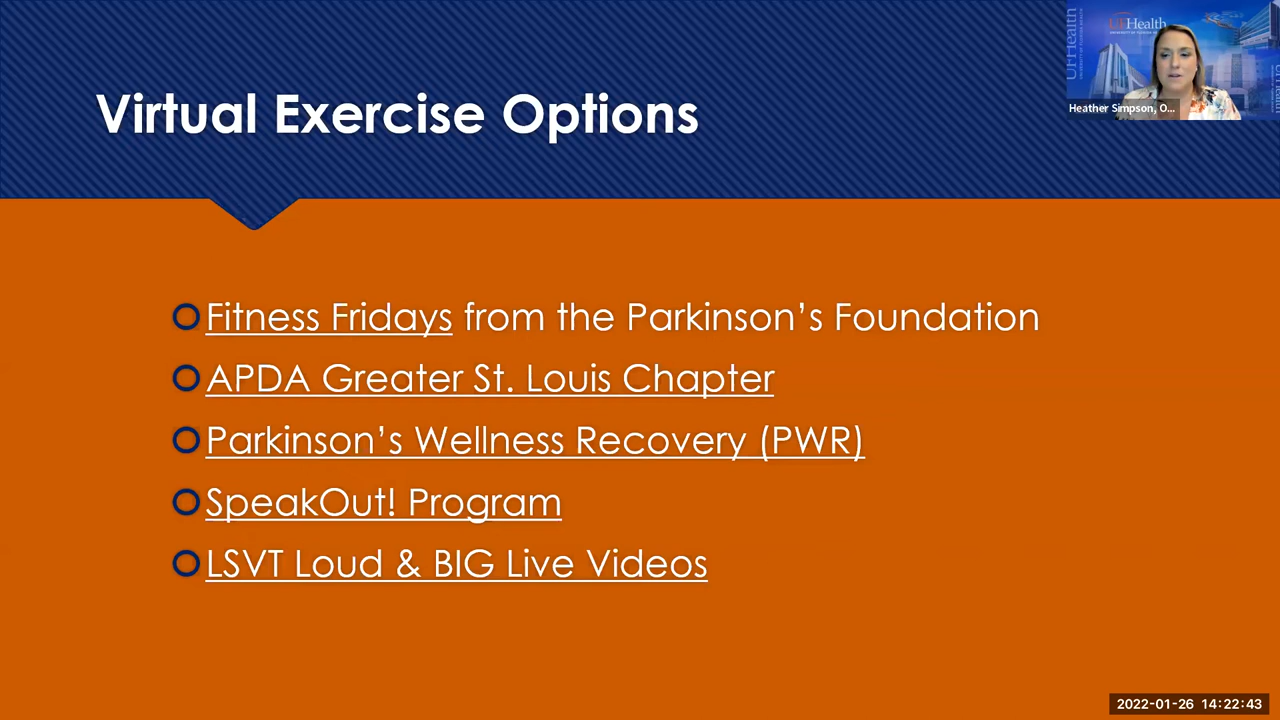 Virtual Exercise Options
UFHealth
UFHealth
Heather Simpson, O...
Fitness Fridays from the Parkinson's Foundation
APDA Greater St. Louis Chapter
Parkinson's Wellness Recovery (PWR)
SpeakOut! Program
LSVT Loud & BIG Live Videos
2022-01-26 14:22:43